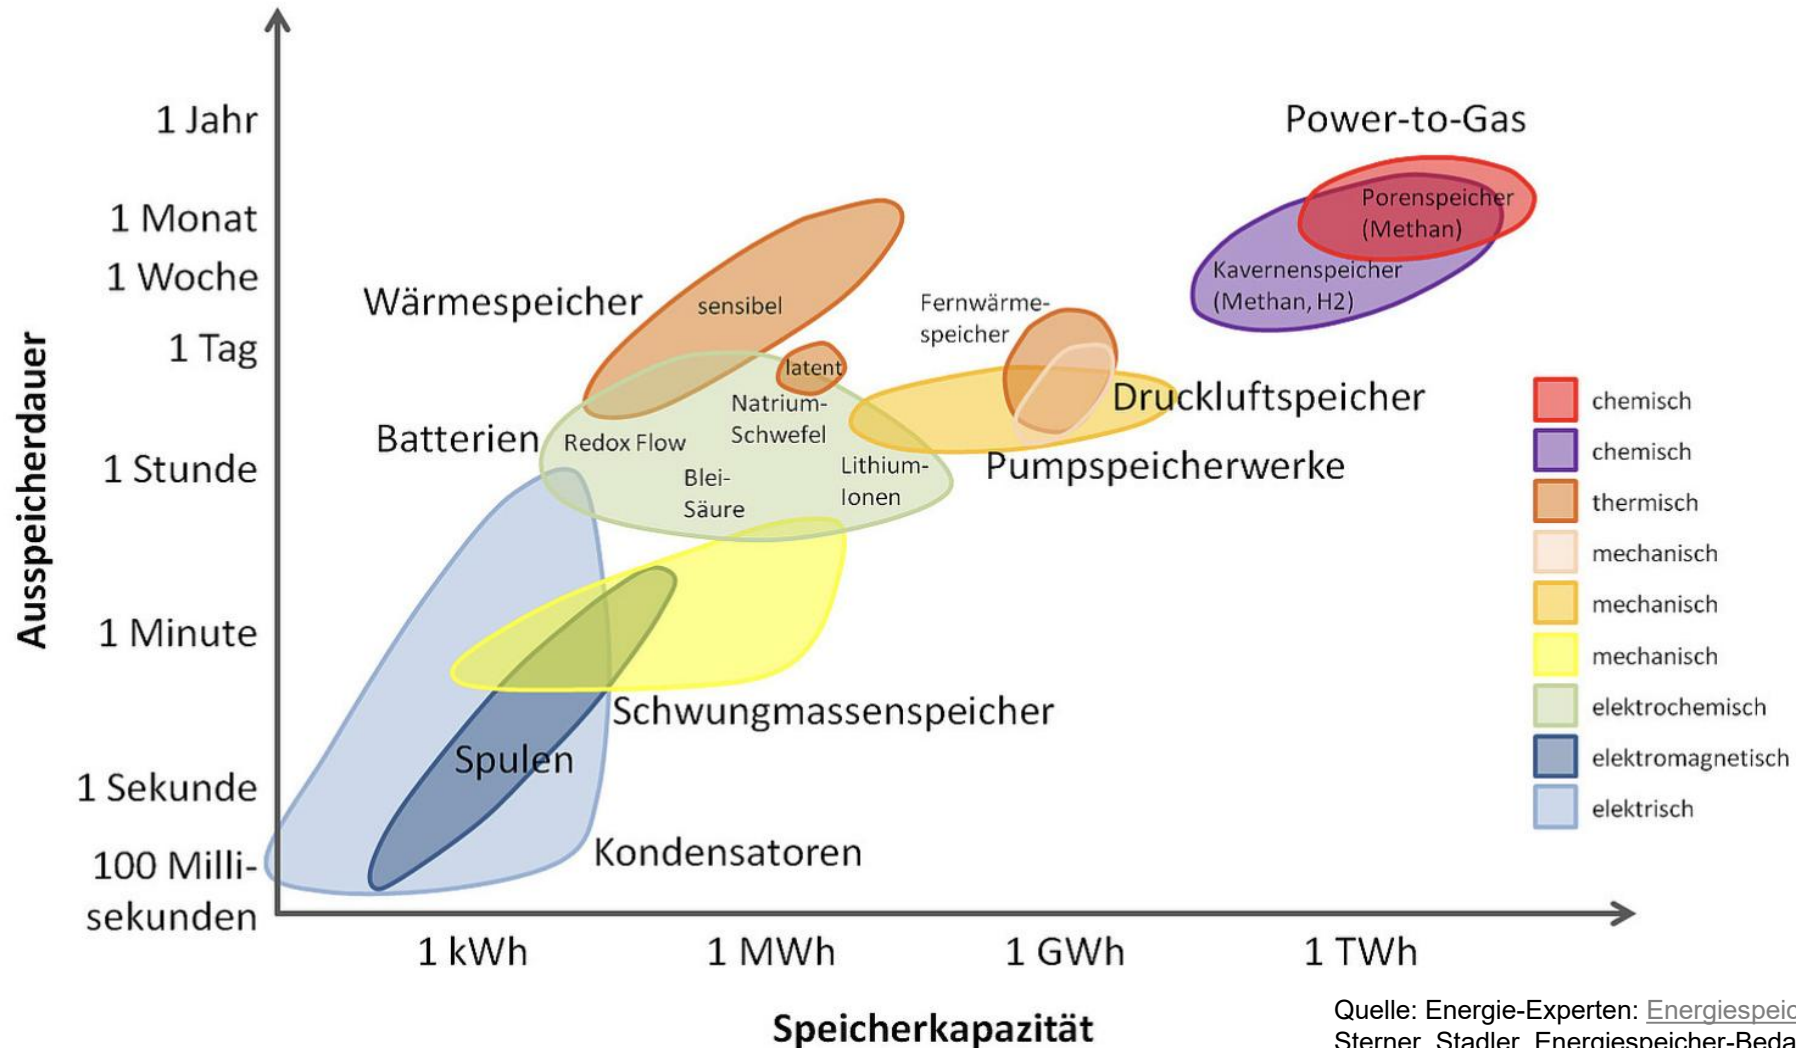 1 Jahr
Power-to-Gas
Porenspeicher
(Methan)
1 Monat
1 Woche
Kavernenspeicher
(Methan, H2)
Wärmespeicher
sensibel
Fernwärme-
speicher
1 Tag
latent
Ausspeicherdauer
Druckluftspeicher
Natrium-
Schwefel
Batterien
Redox Flow
1 Stunde
Blei-
Säure
Lithium-
Ionen
Pumpspeicherwerke
1 Minute
Schwungmassenspeicher
Spulen
1 Sekunde
Kondensatoren
100 Milli-
sekunden
chemisch
chemisch
thermisch
mechanisch
mechanisch
mechanisch
elektrochemisch
elektromagnetisch
elektrisch
1 kWh
1 MWh
1 GWh
1 TWh
Speicherkapazität
Quelle: Energie-Experten:
Sterner, Stadler,